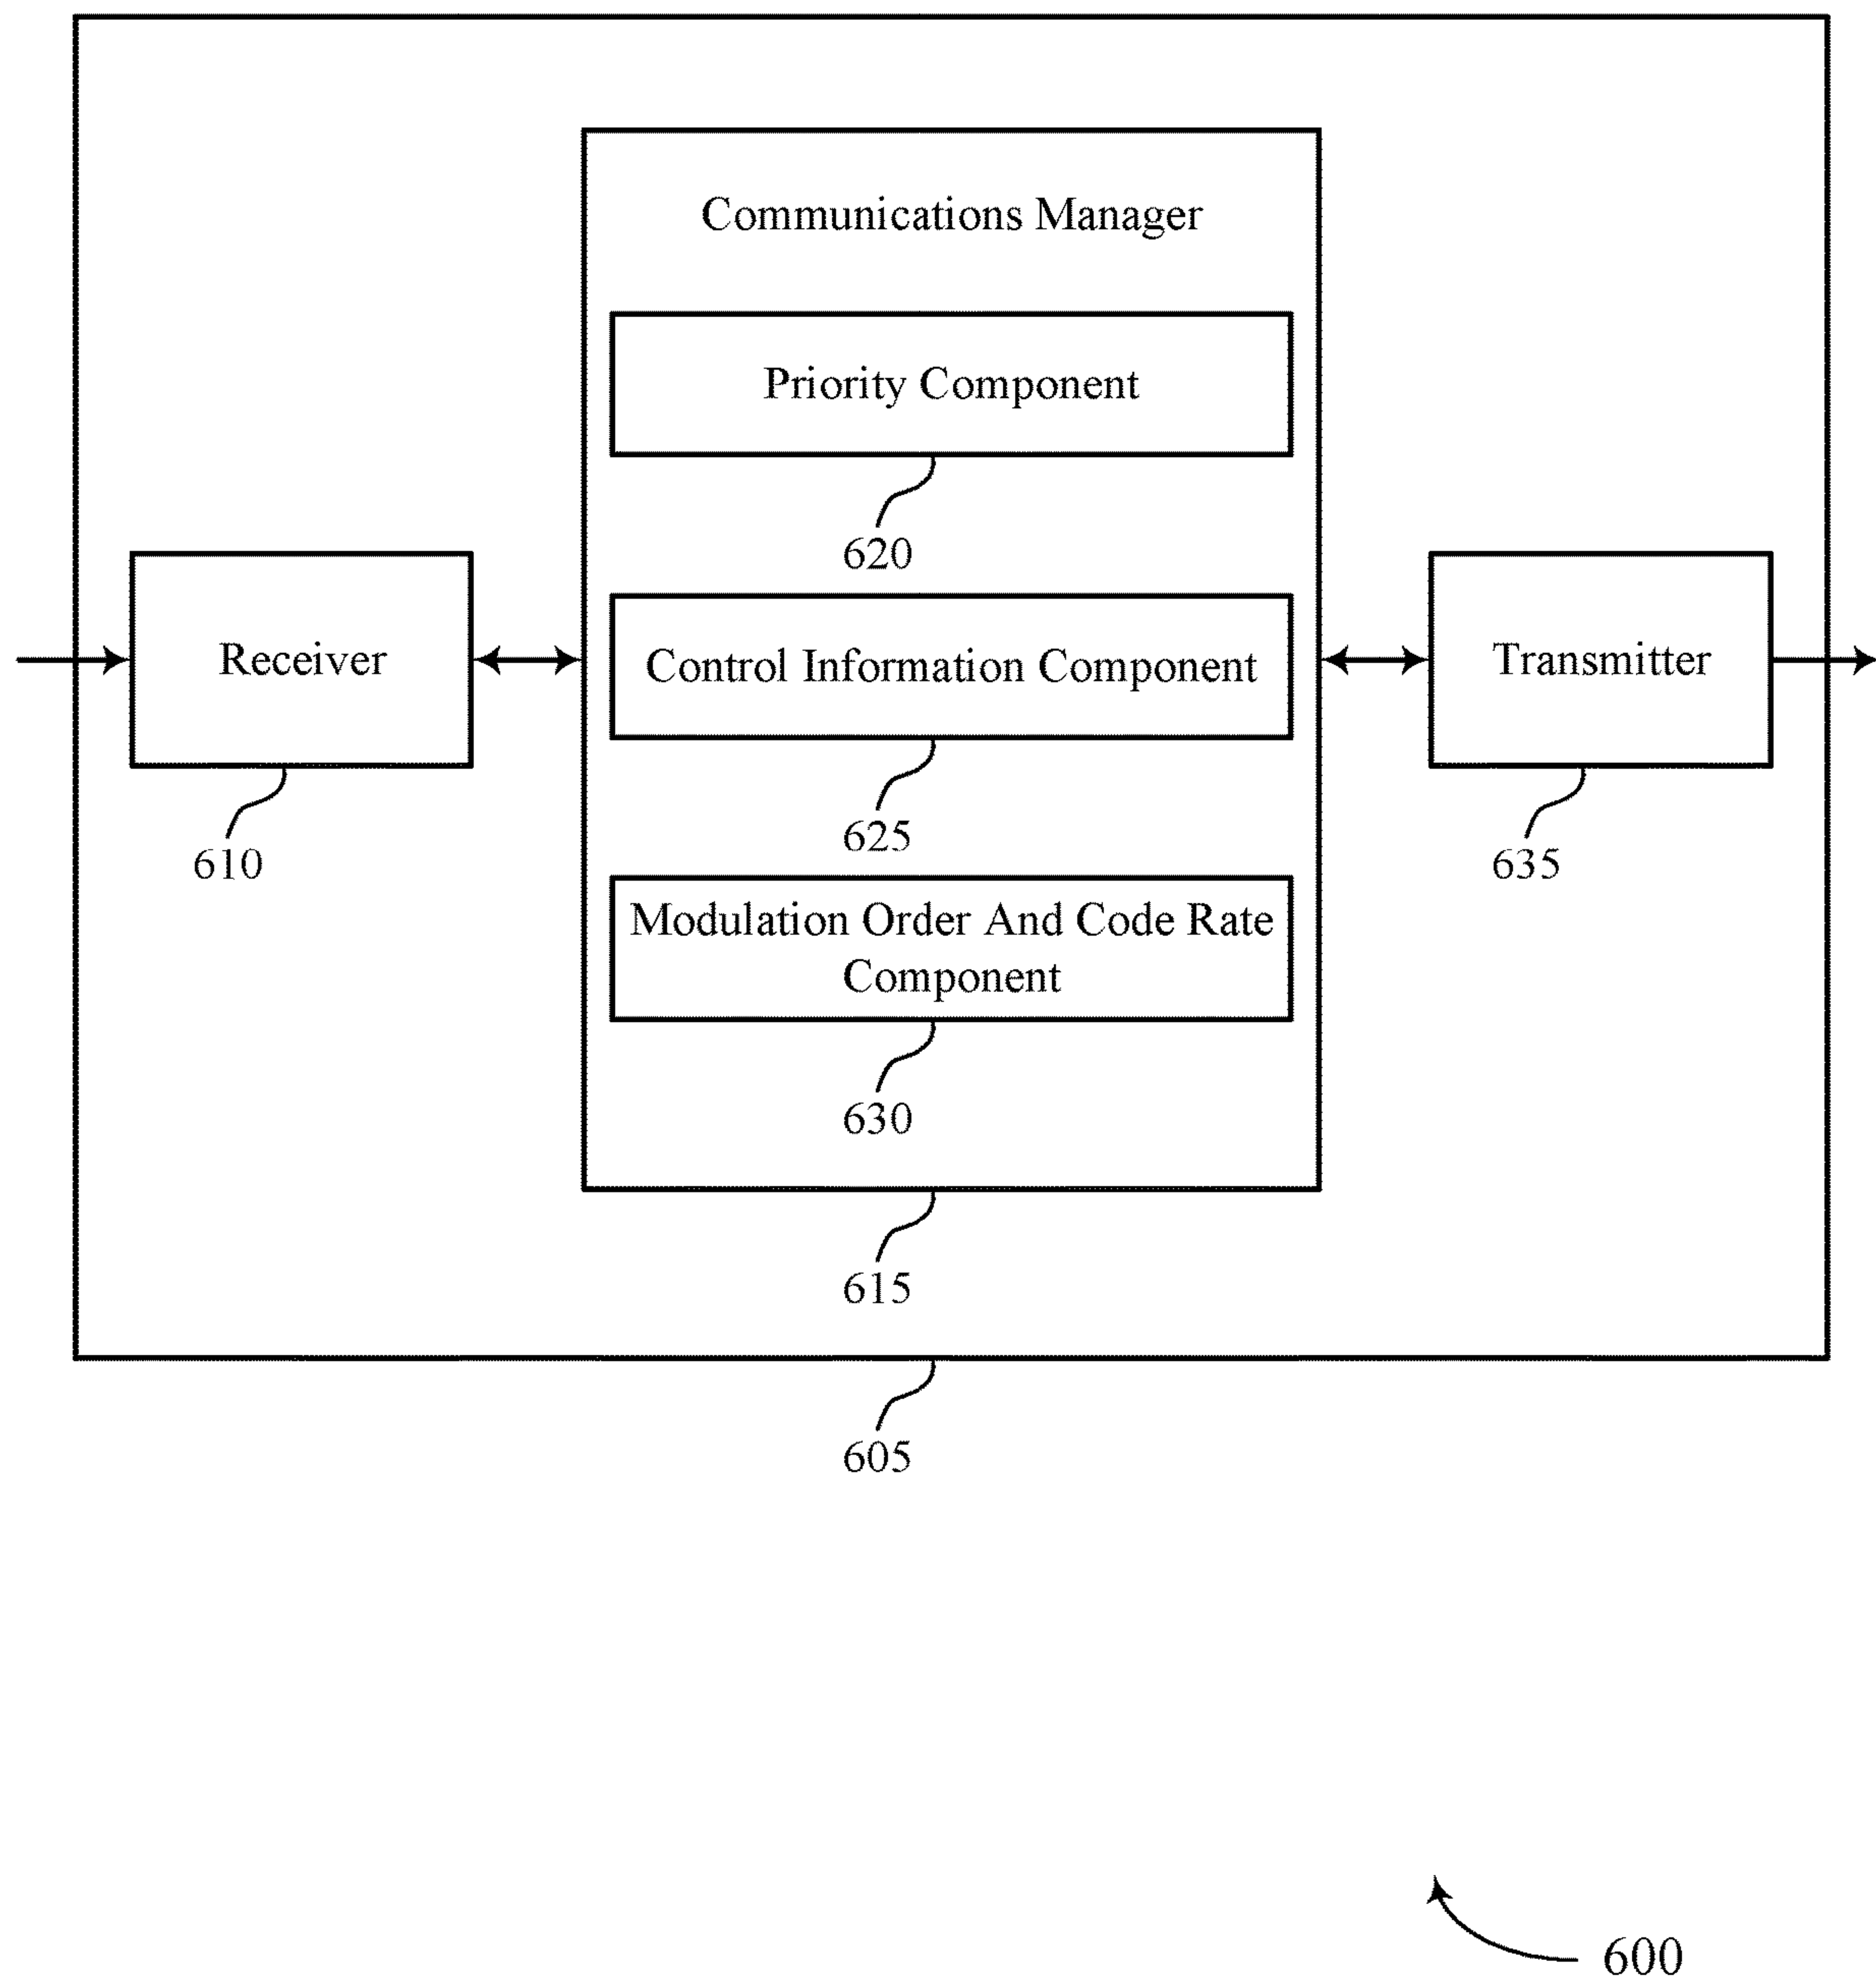 Communications Manager
Priority Component
620
Receiver
Control Information Component
Transmitter
610
625
635
Modulation Order And Code Rate
Component
630
615
605
600